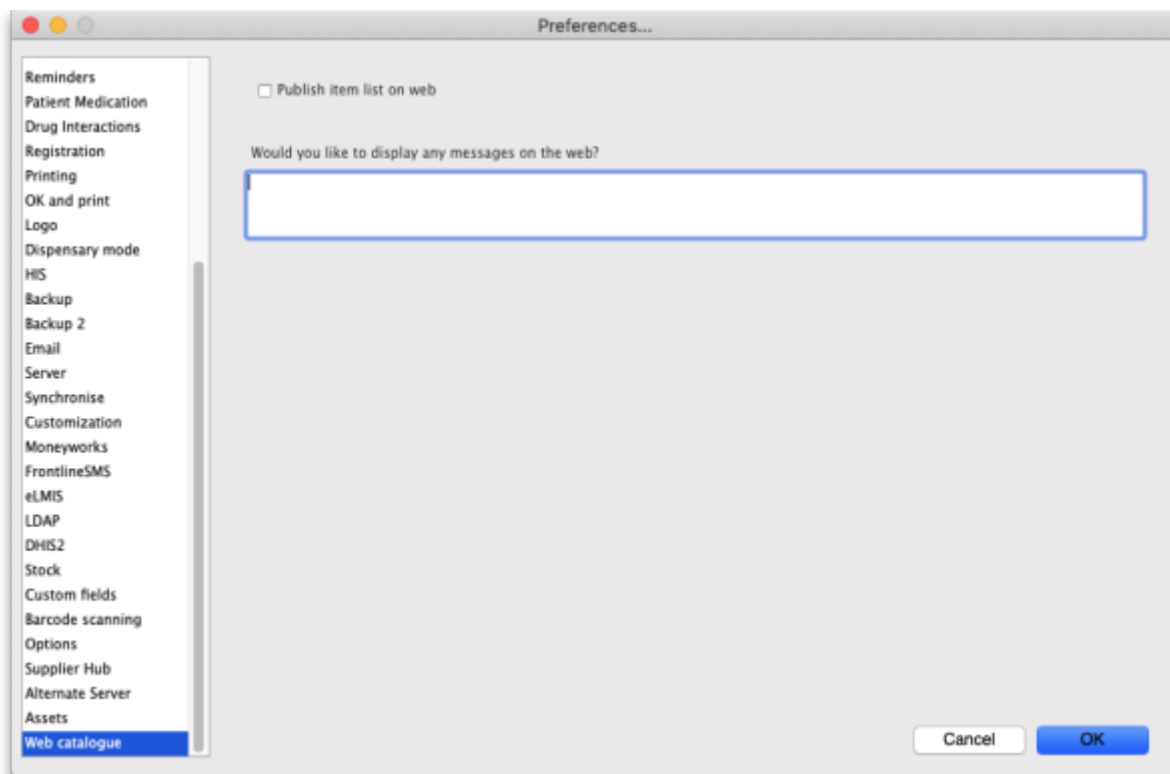 Preferences...
Reminders
Patient Medication
Drug Interactions
Registration
Printing
OK and print
Logo
Dispensary mode
HIS
Backup
Backup 2
Email
Server
Synchronise
Customization
Moneyworks
FrontlineSMS
eLMIS
LDAP
DHIS2
Stock
Custom fields
Barcode scanning
Options
Supplier Hub
Alternate Server
Assets
Web catalogue
Publish item list on web
Would you like to display any messages on the web?
Cancel
OK